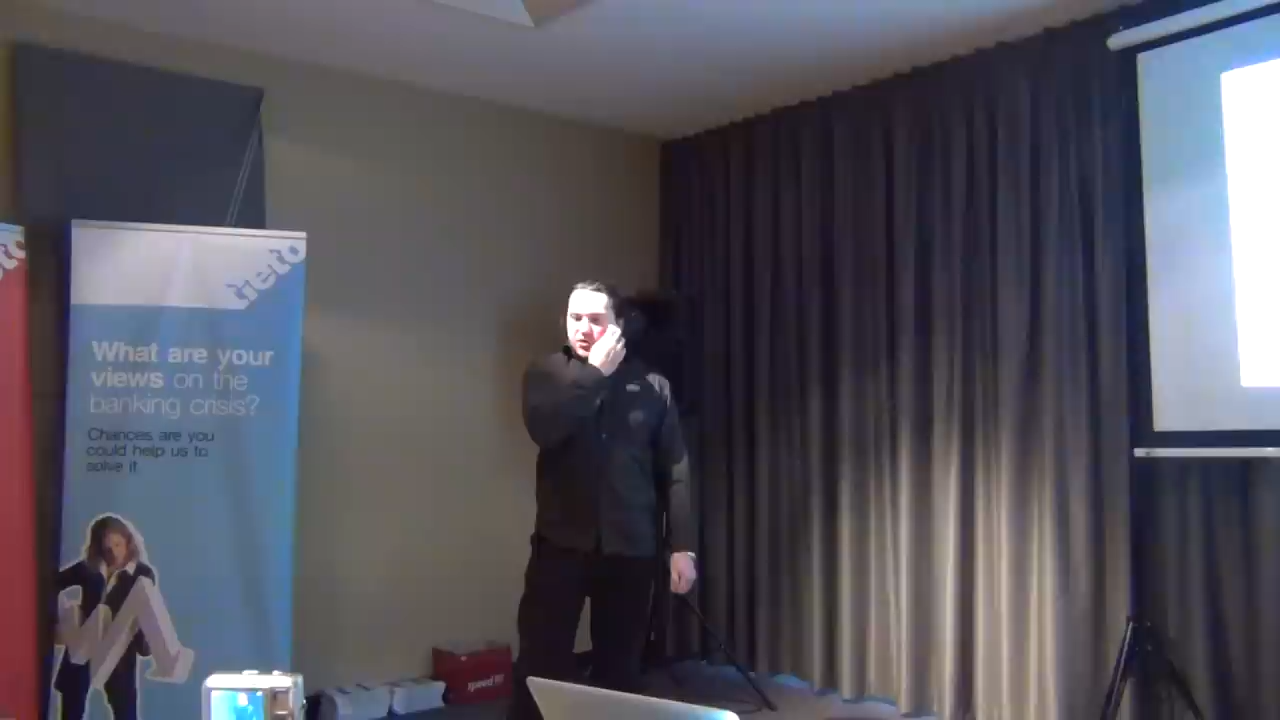 tieto
What are your
views on the
banking crisis?
Chances are you
could help us to
solve it